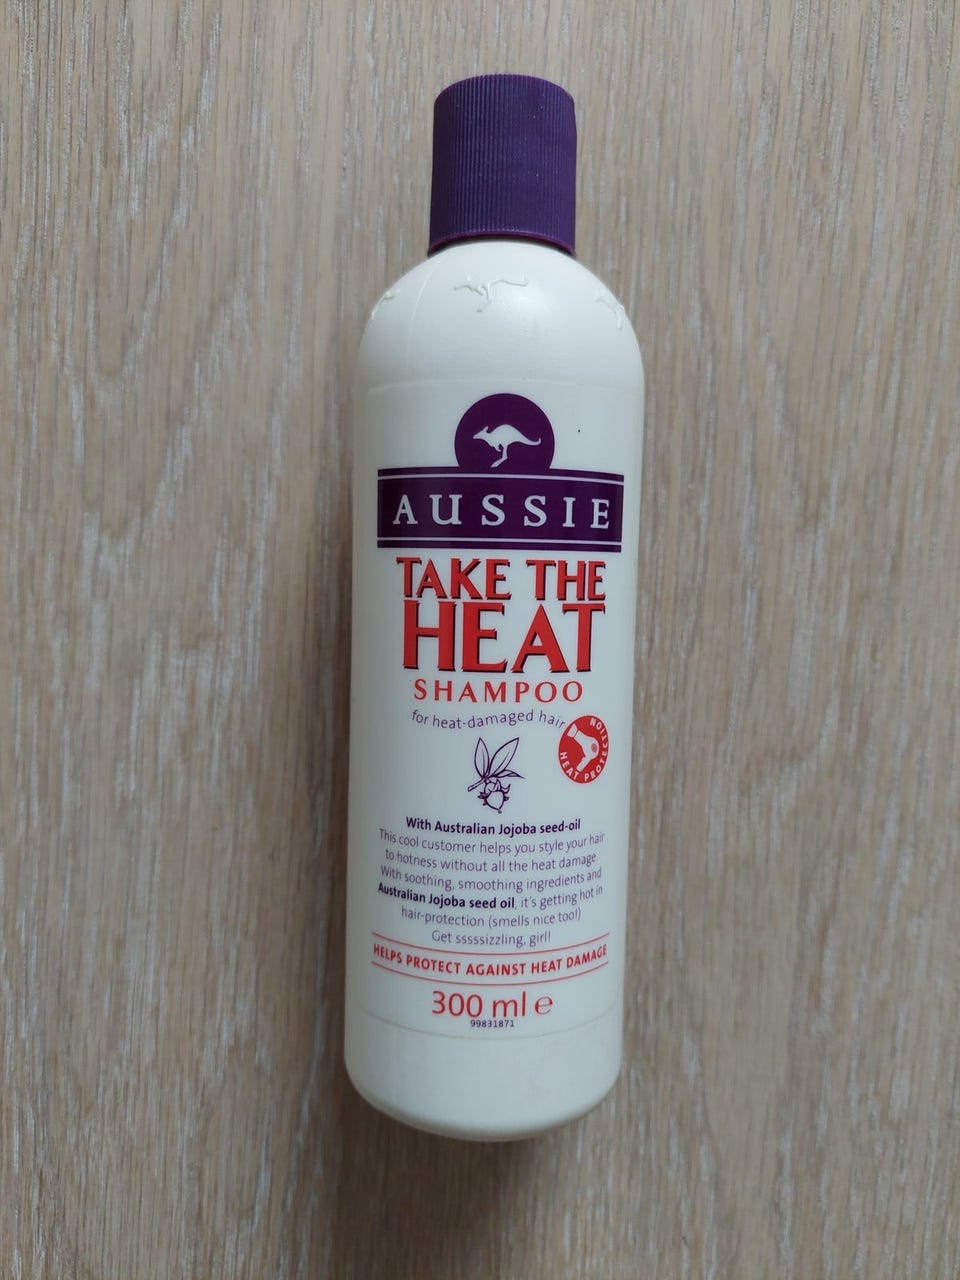 AUSSIE
TAKE THE
HEAT
SHAMPOO
for heat-damaged hair
HEAT PROTECTION
With Australian Jojoba seed-oil
This cool customer helps you style your hair
to hotness without all the heat damage.
With soothing, smoothing ingredients and
Australian Jojoba seed oil, it's getting hot in
hair-protection (smells nice too!)
Get sssssizzling, girl!
HELPS PROTECT AGAINST HEAT DAMAGE
300 ml e
99831871